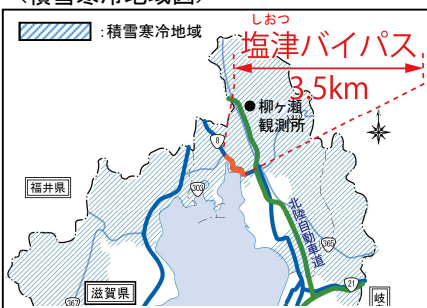 〈積雪寒冷地域図〉
：積雪寒冷地域
しおつ
塩津バイパス
3.5km
柳ヶ瀬
観測所
8
福井県
303
北陸自動車道
365
21
滋賀県
367
岐